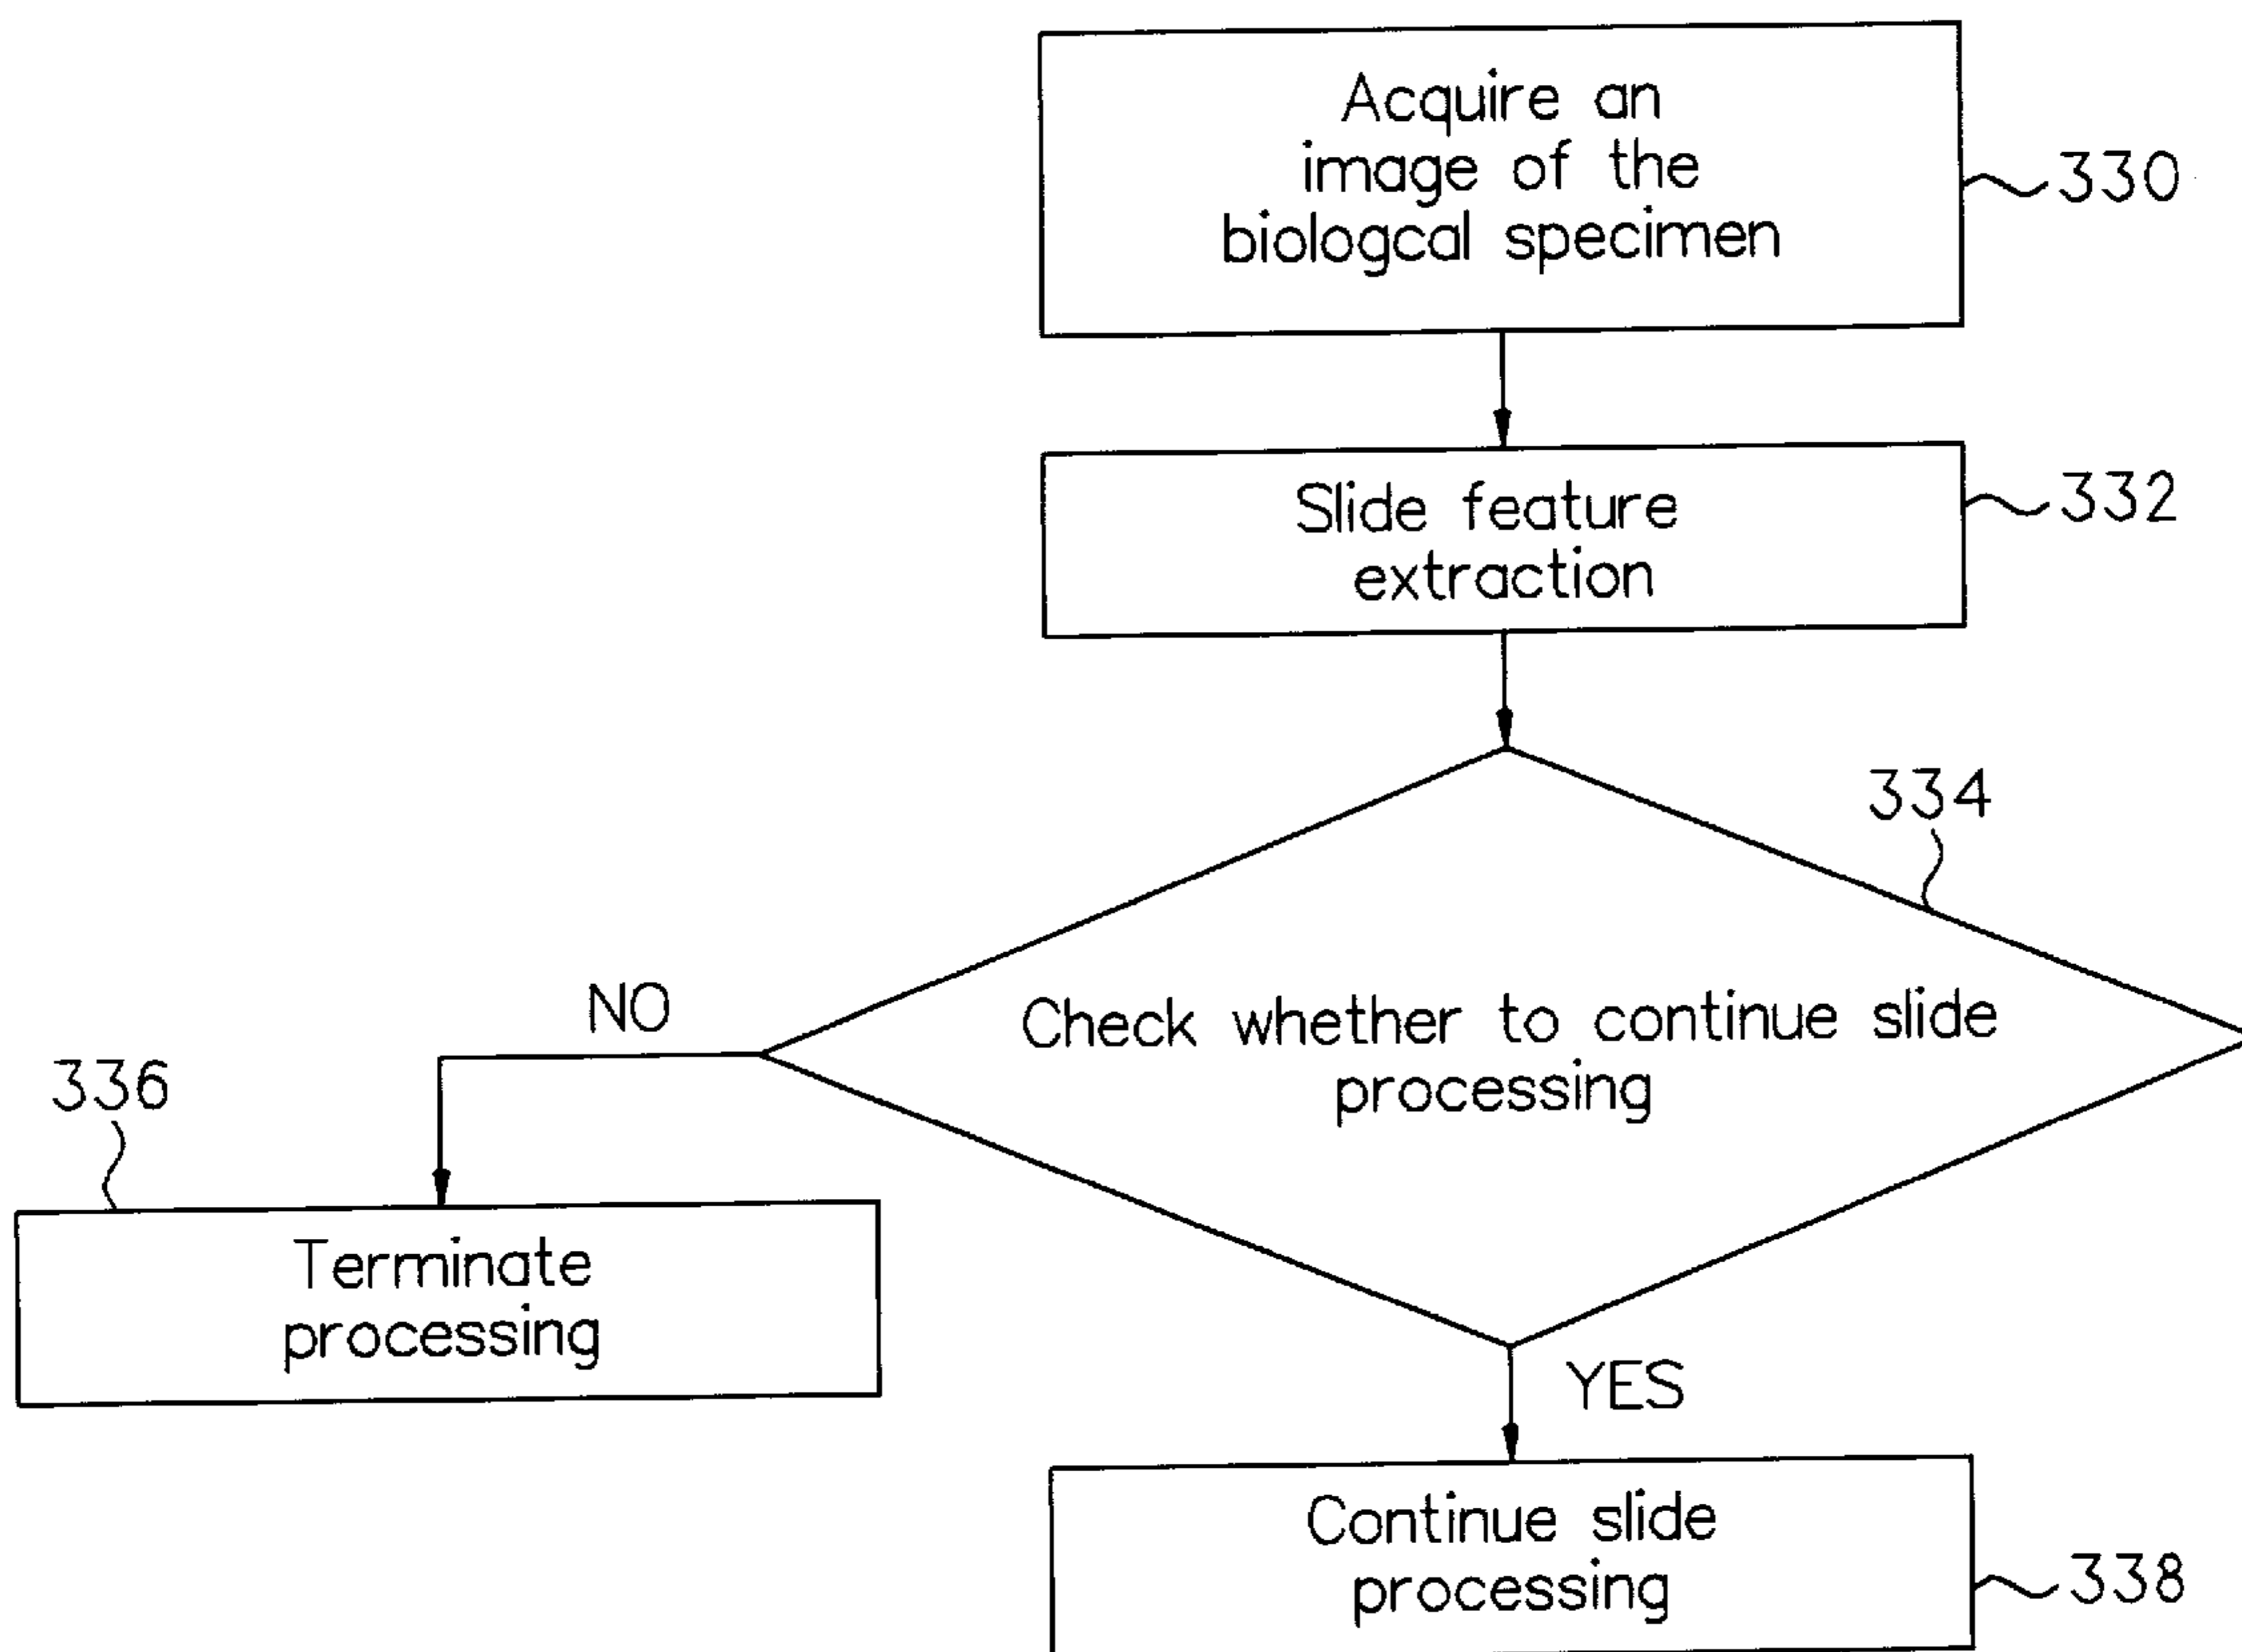 Acquire an
image of the
biologcal specimen
330
Slide feature
extraction
332
334
Check whether to continue slide
processing
NO
336
Terminate
processing
YES
Continue slide
processing
338